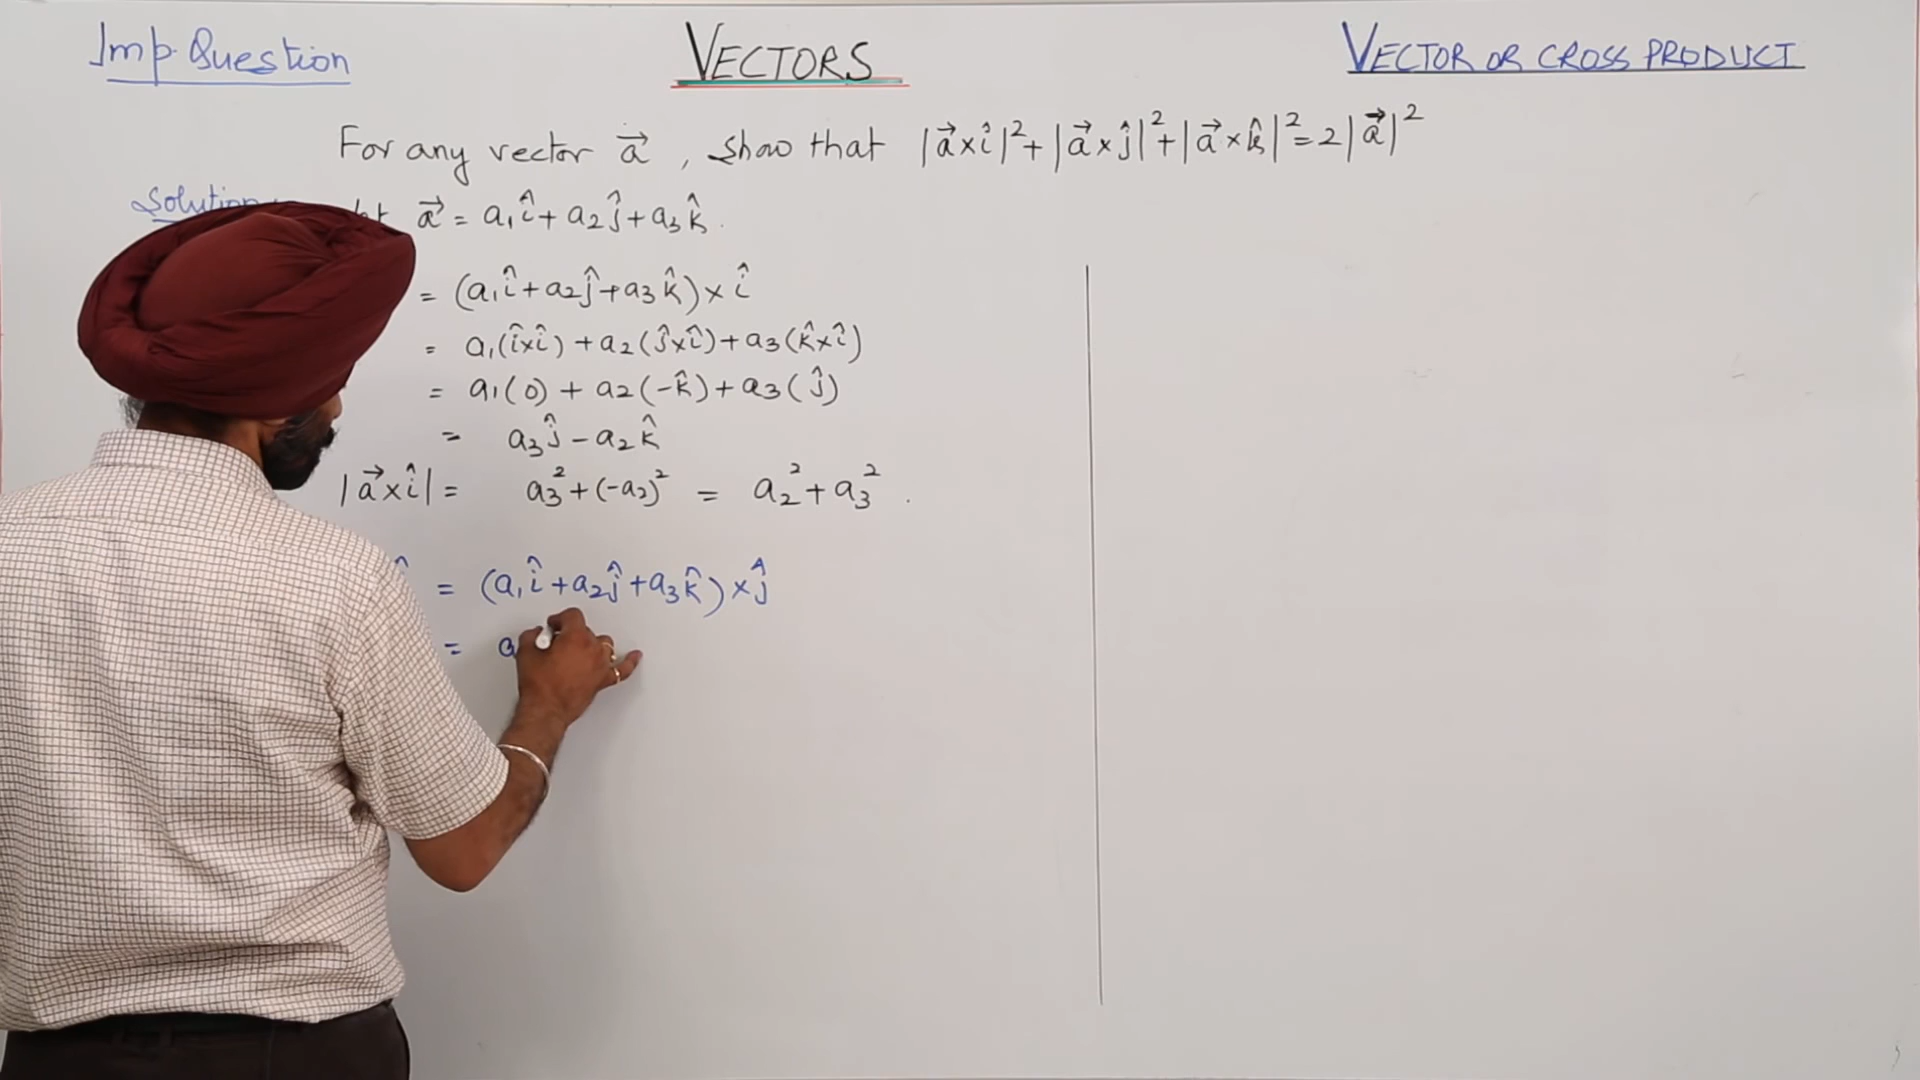 Imp. Question
VECTORS
VECTOR OR CROSS PRODUCT
For any vector a⃗ , show that |a⃗×î|²+|a⃗×ĵ|²+|a⃗×k̂|²=2|a⃗|²
Solution
a⃗ = a₁î+a₂ĵ+a₃k̂.
= (a₁î+a₂ĵ+a₃k̂)×î
= a₁(î×î)+a₂(ĵ×î)+a₃(k̂×î)
= a₁(0)+a₂(-k̂)+a₃(ĵ)
= a₃ĵ-a₂k̂
|a⃗×î|= a₃²+(-a₂)² = a₂²+a₃².
= (a₁î+a₂ĵ+a₃k̂)×ĵ
= a